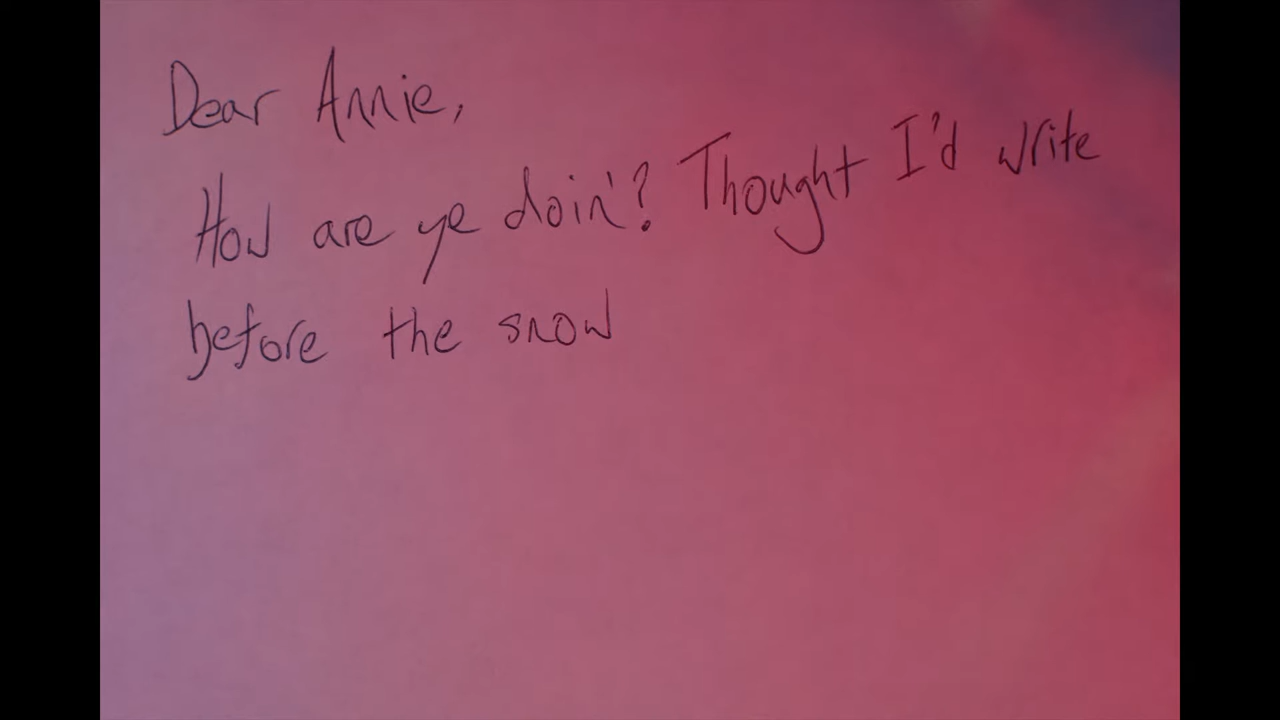 Dear Annie,
How are ye doin'? Thought I'd write
before the snow